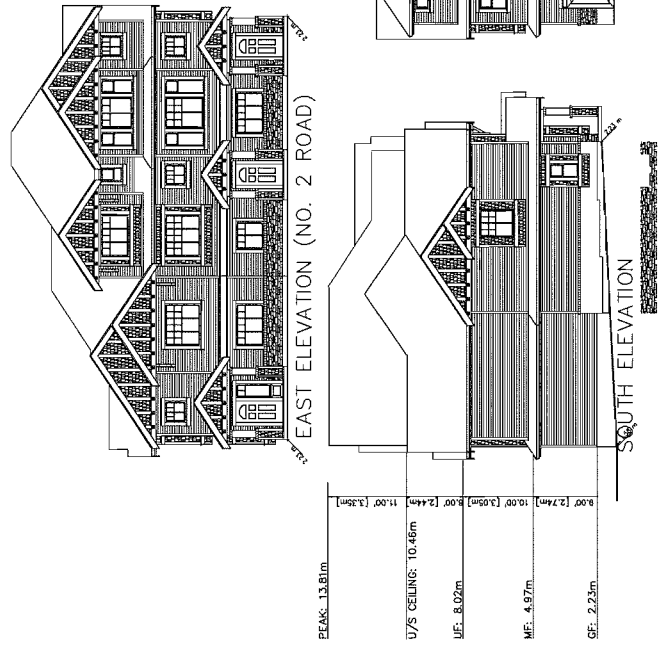 2.23 m
2.23 m
EAST ELEVATION (NO. 2 ROAD)
2.23 m
SOUTH ELEVATION
PEAK: 13.81m
11.00' [3.35m]
U/S CEILING: 10.46m
8.00' [2.44m]
UF: 8.02m
10.00' [3.05m]
MF: 4.97m
9.00' [2.74m]
GF: 2.23m